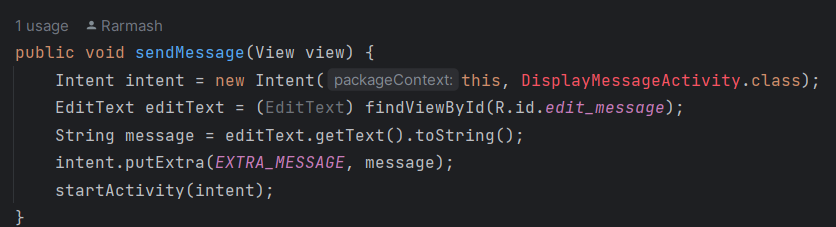 1 usage Rarmash
public void sendMessage(View view) {
    Intent intent = new Intent( packageContext: this, DisplayMessageActivity.class);
    EditText editText = (EditText) findViewById(R.id.edit_message);
    String message = editText.getText().toString();
    intent.putExtra(EXTRA_MESSAGE, message);
    startActivity(intent);
}